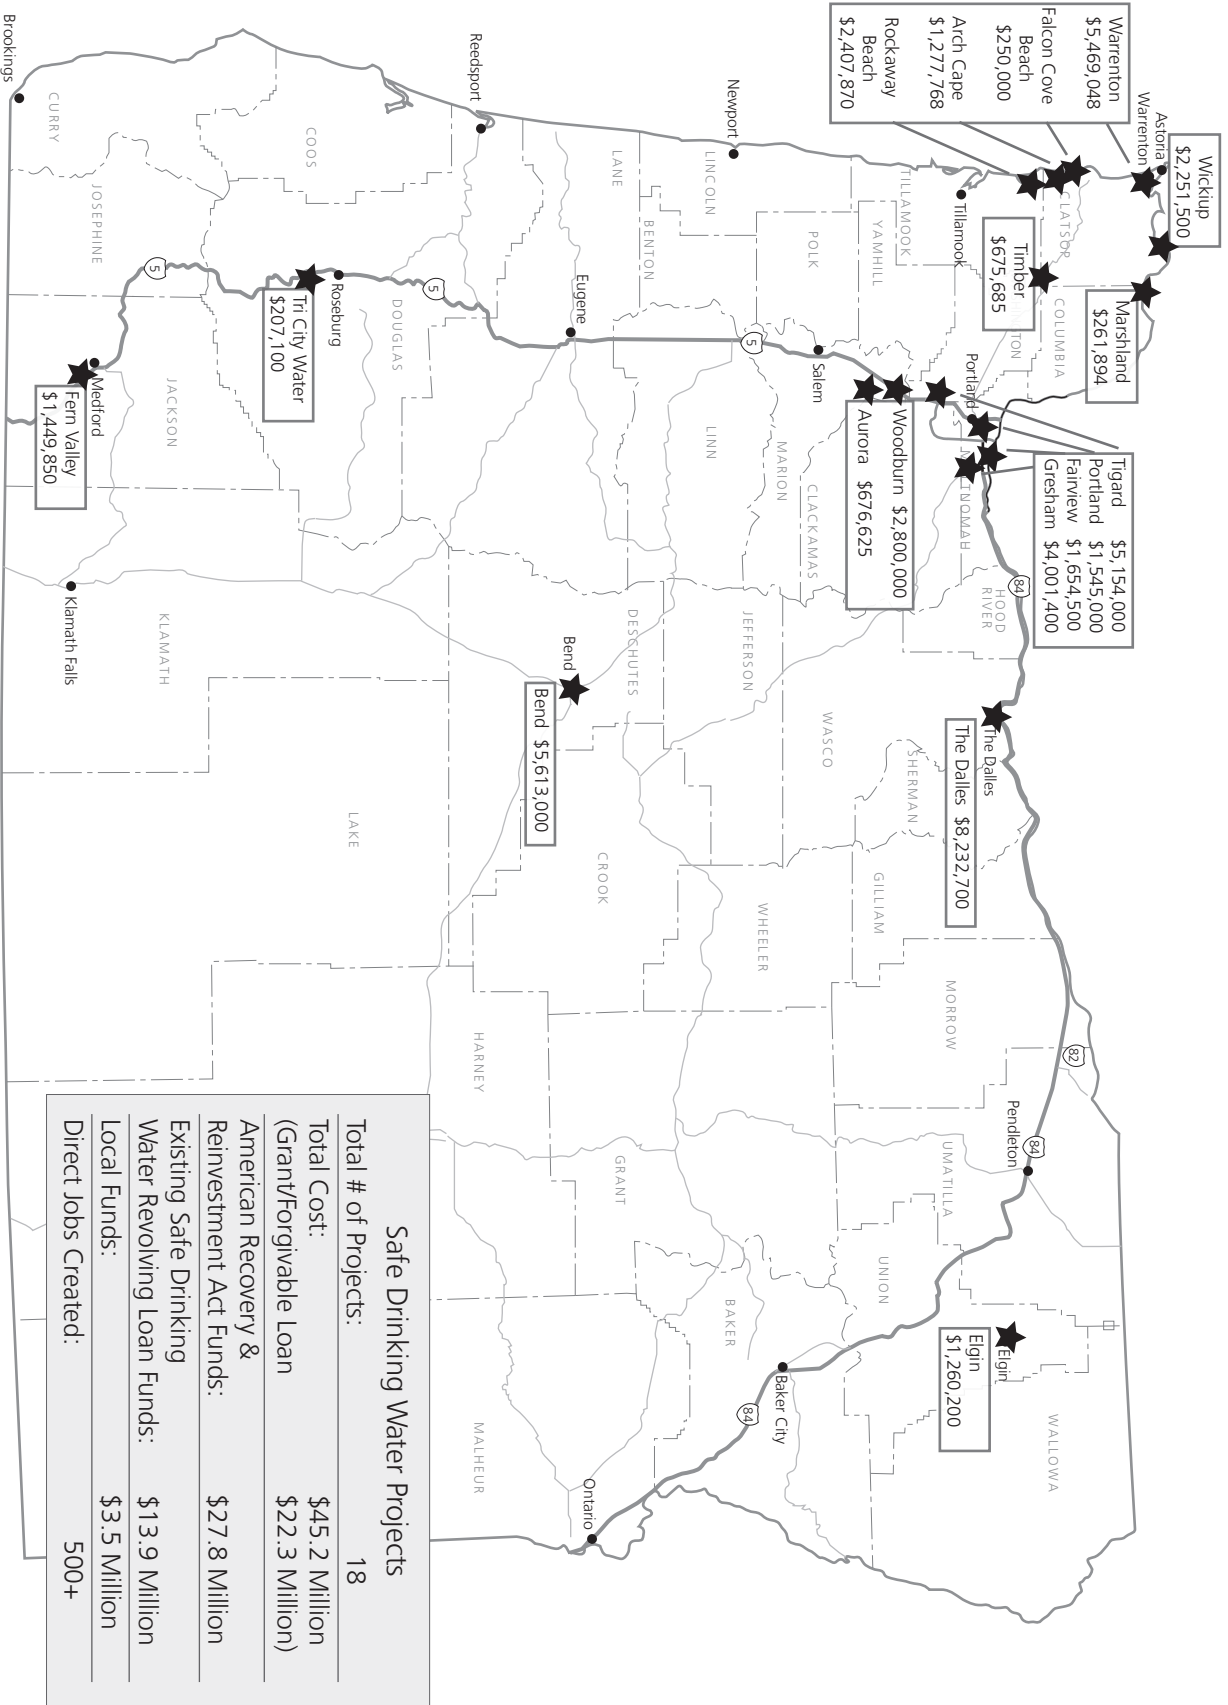 Wickiup
$2,251,500
Astoria
Warrenton
Warrenton
$5,469,048
Falcon Cove
Beach
$250,000
Arch Cape
$1,277,768
Rockaway
Beach
$2,407,870
Marshland
$261,894
Timber
$675,685
CLATSOP
COLUMBIA
TILLAMOOK
Tillamook
TON
Portland
Tigard $5,154,000
Portland $1,545,000
Fairview $1,654,500
Gresham $4,001,400
YAMHILL
M
TNOMAH
HOOD
RIVER
84
The Dalles
The Dalles $8,232,700
82
Pendleton
84
Elgin
Elgin
$1,260,200
WALLOWA
Woodburn $2,800,000
Aurora $676,625
SHERMAN
GILLIAM
MORROW
UMATILLA
UNION
POLK
Salem
CLACKAMAS
MARION
WASCO
Newport
LINCOLN
5
JEFFERSON
WHEELER
Baker City
84
BAKER
LINN
BENTON
LANE
Eugene
DESCHUTES
Bend
Bend $5,613,000
CROOK
GRANT
Ontario
Reedsport
5
DOUGLAS
HARNEY
MALHEUR
COOS
Roseburg
Tri City Water
$207,100
LAKE
CURRY
JOSEPHINE
5
JACKSON
KLAMATH
Medford
Fern Valley
$1,449,850
Klamath Falls
Brookings
Safe Drinking Water Projects
Total # of Projects: 18
Total Cost: $45.2 Million
(Grant/Forgivable Loan $22.3 Million)
American Recovery &
Reinvestment Act Funds: $27.8 Million
Existing Safe Drinking
Water Revolving Loan Funds: $13.9 Million
Local Funds: $3.5 Million
Direct Jobs Created: 500+